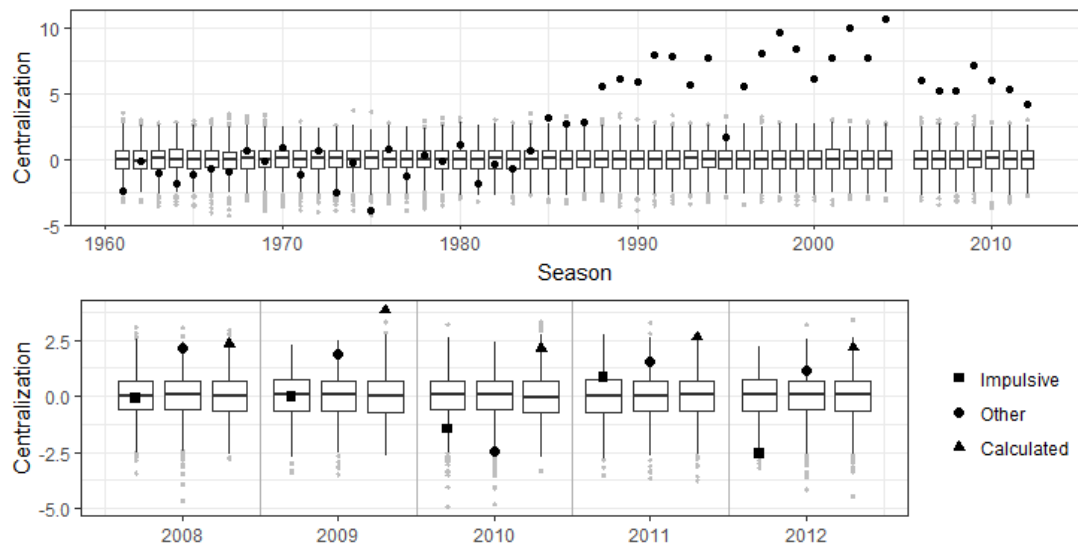 Centralization
10
5
0
-5
1960 1970 1980 1990 2000 2010
Season
Centralization
2.5
0.0
-2.5
-5.0
2008 2009 2010 2011 2012
Impulsive
Other
Calculated